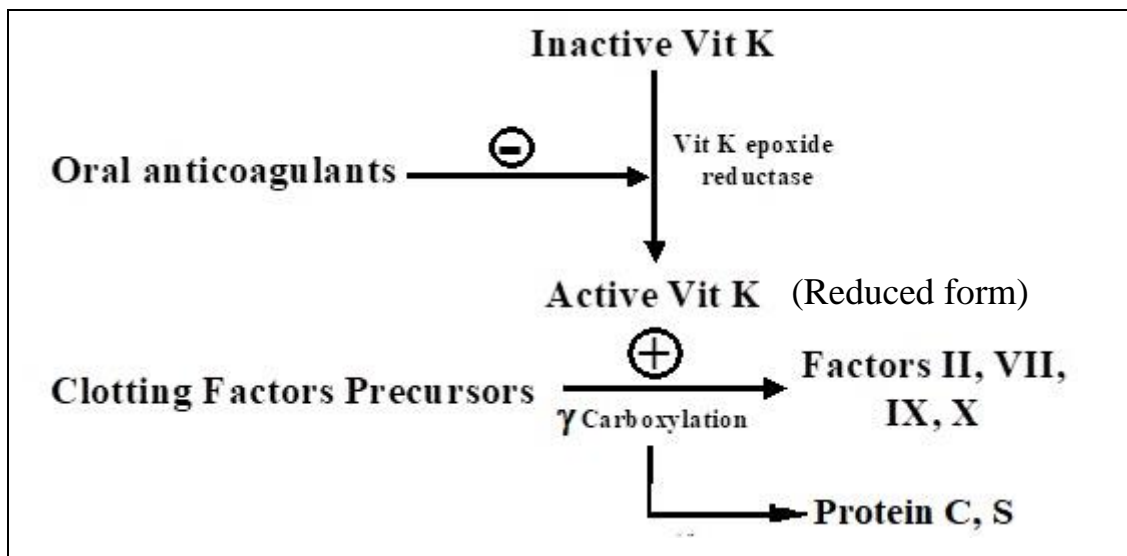 Inactive Vit K
Vit K epoxide
reductase
Oral anticoagulants
-
Active Vit K (Reduced form)
+
Clotting Factors Precursors
γ Carboxylation
Factors II, VII,
IX, X
Protein C, S